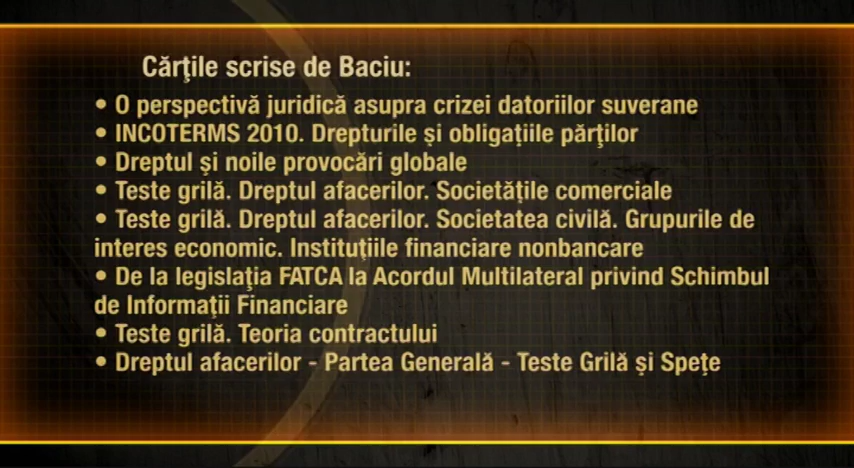 Cărţile scrise de Baciu:
• O perspectivă juridică asupra crizei datoriilor suverane
• INCOTERMS 2010. Drepturile și obligațiile părţilor
• Dreptul şi noile provocări globale
• Teste grilă. Dreptul afacerilor. Societățile comerciale
• Teste grilă. Dreptul afacerilor. Societatea civilă. Grupurile de
interes economic. Instituţiile financiare nonbancare
• De la legislaţia FATCA la Acordul Multilateral privind Schimbul
de Informaţii Financiare
• Teste grilă. Teoria contractului
• Dreptul afacerilor - Partea Generală - Teste Grilă și Spețe